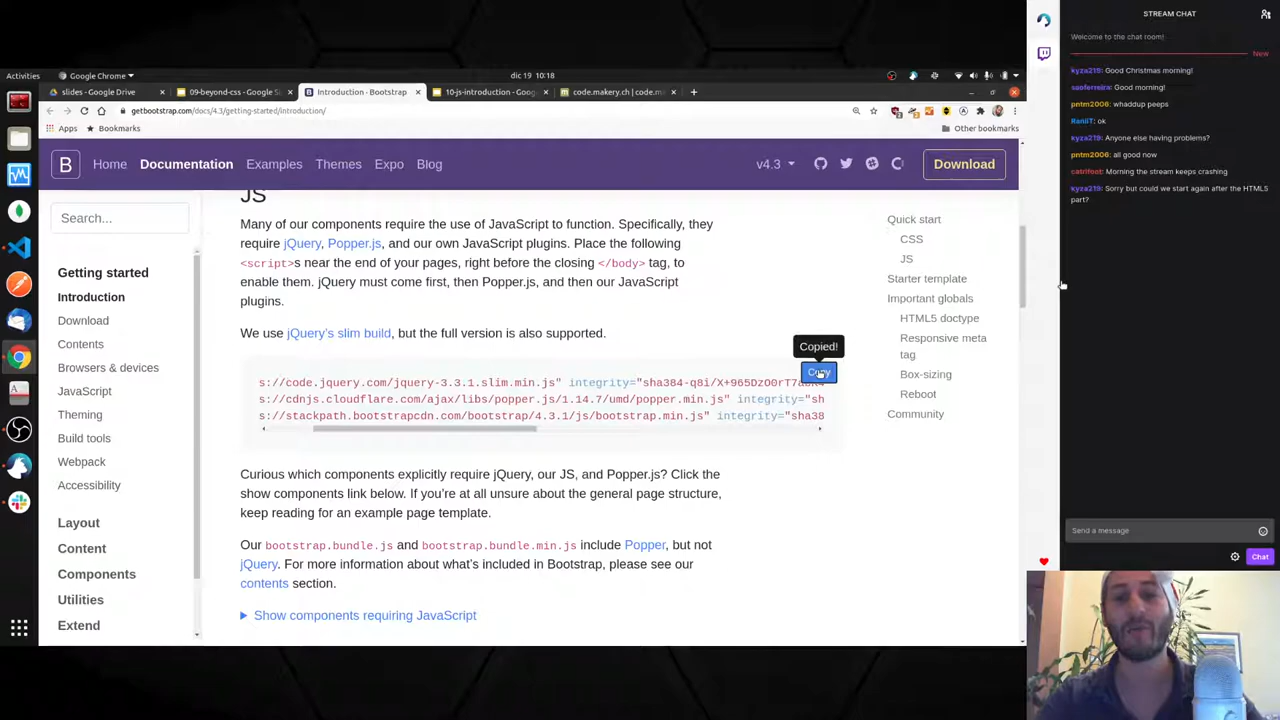 STREAM CHAT
Welcome to the chat room!
New
kyza219: Good Christmas morning!
Good morning!
pntm2006: whaddup peeps
RaniiT: ok
kyza219: Anyone else having problems?
pntm2006: all good now
catrifont: Morning the stream keeps crashing
kyza219: Sorry but could we start again after the HTML5
part?
Send a message
Chat
Activities
Google Chrome
dic 19 10:18
slides - Google Drive
09-beyond-css - Google Sl
Introduction · Bootstrap
10-js-introduction - Goog
code.makery.ch | code.m
getbootstrap.com/docs/4.3/getting-started/introduction/
Apps
Bookmarks
Other bookmarks
B
Home
Documentation
Examples
Themes
Expo
Blog
v4.3
Download
Search...
Getting started
Introduction
Download
Contents
Browsers & devices
JavaScript
Theming
Build tools
Webpack
Accessibility
Layout
Content
Components
Utilities
Extend
JS
Many of our components require the use of JavaScript to function. Specifically, they
require jQuery, Popper.js, and our own JavaScript plugins. Place the following
<script>s near the end of your pages, right before the closing </body> tag, to
enable them. jQuery must come first, then Popper.js, and then our JavaScript
plugins.
We use jQuery's slim build, but the full version is also supported.
Copied!
Copy
s://code.jquery.com/jquery-3.3.1.slim.min.js" integrity="sha384-q8i/X+965DzO0rT7abK4
s://cdnjs.cloudflare.com/ajax/libs/popper.js/1.14.7/umd/popper.min.js" integrity="sh
s://stackpath.bootstrapcdn.com/bootstrap/4.3.1/js/bootstrap.min.js" integrity="sha38
Curious which components explicitly require jQuery, our JS, and Popper.js? Click the
show components link below. If you're at all unsure about the general page structure,
keep reading for an example page template.
Our bootstrap.bundle.js and bootstrap.bundle.min.js include Popper, but not
jQuery. For more information about what's included in Bootstrap, please see our
contents section.
Show components requiring JavaScript
Quick start
CSS
JS
Starter template
Important globals
HTML5 doctype
Responsive meta
tag
Box-sizing
Reboot
Community